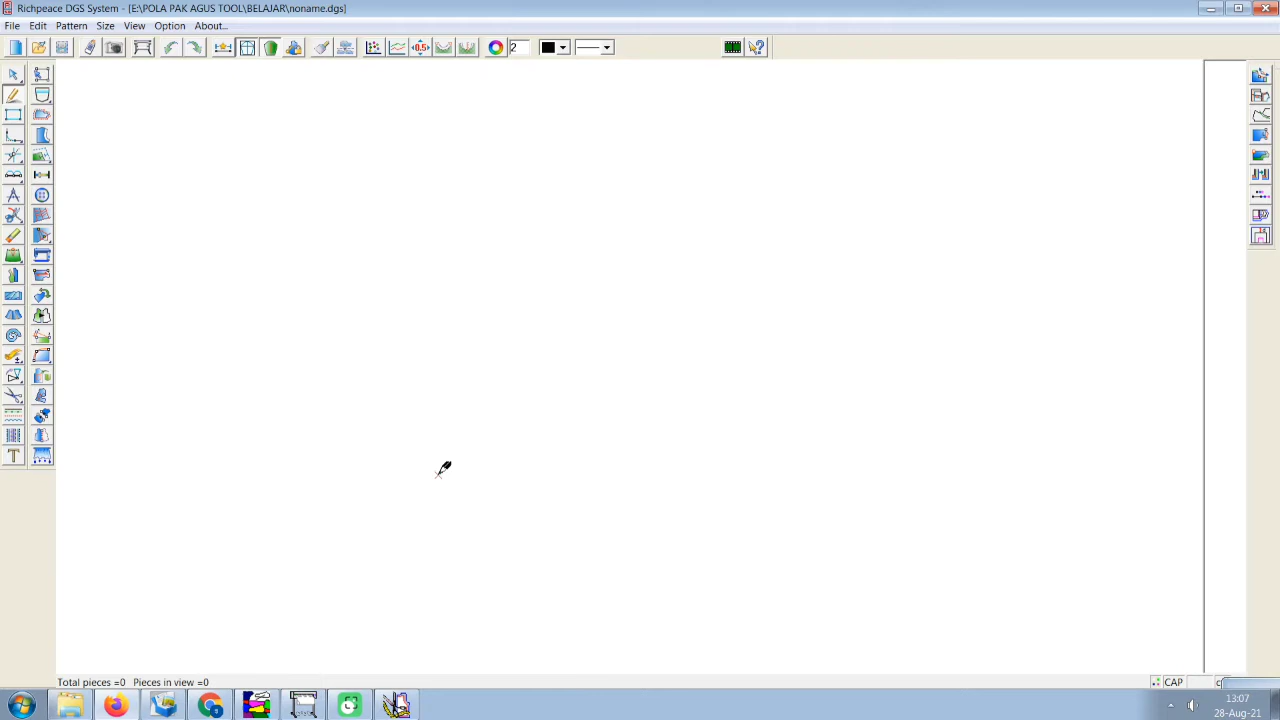 Richpeace DGS System - [E:\POLA PAK AGUS TOOL\BELAJAR\noname.dgs]
File Edit Pattern Size View Option About...
2
Total pieces =0 Pieces in view =0
CAP
13:07
28-Aug-21